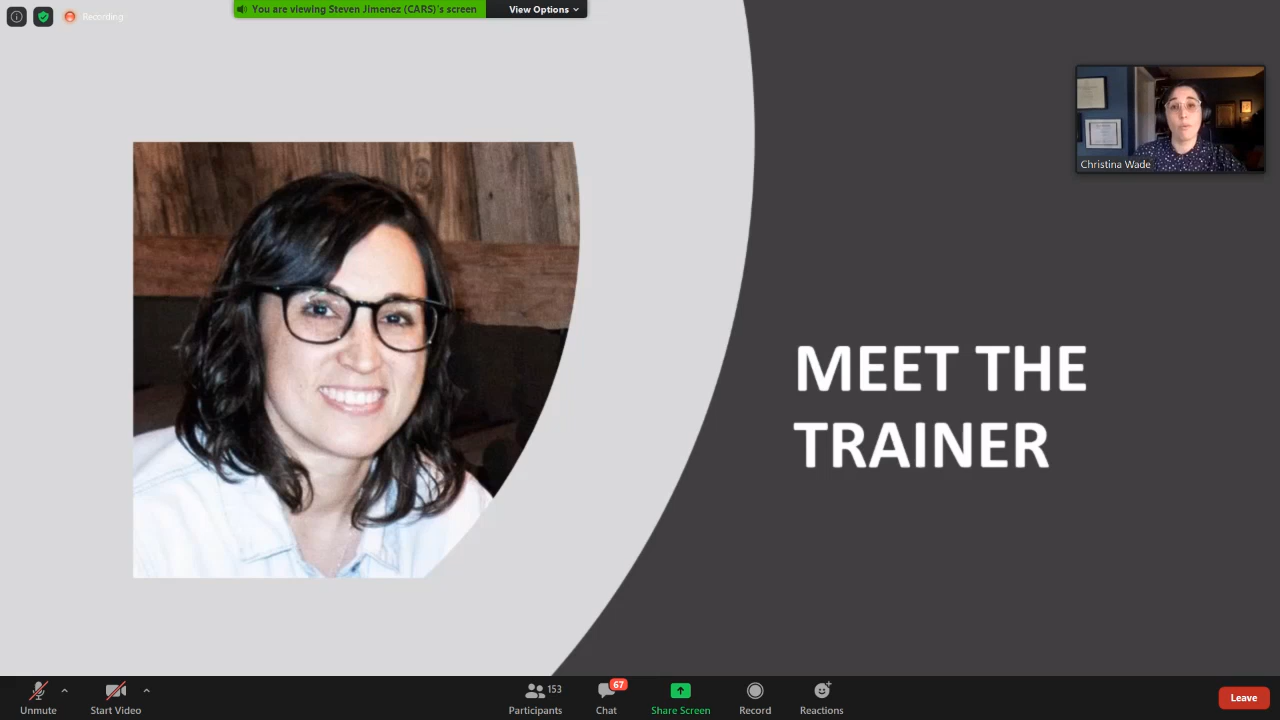 Recording
You are viewing Steven Jimenez (CARS)'s screen
View Options
Christina Wade
MEET THE
TRAINER
Unmute
Start Video
153
Participants
67
Chat
Share Screen
Record
Reactions
Leave